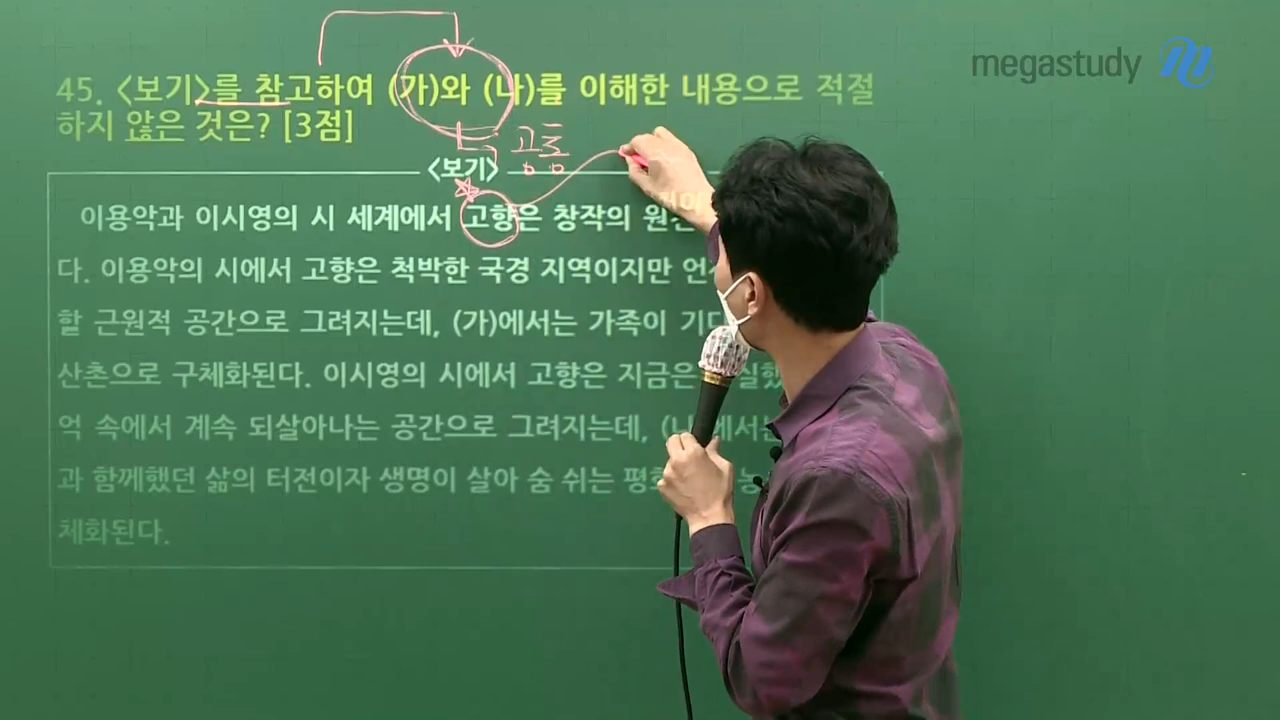 megastudy
45. <보기>를 참고하여 (가)와 (나)를 이해한 내용으로 적절
하지 않은 것은? [3점]
공통
<보기>
이용악과 이시영의 시 세계에서 고향은 창작의
다. 이용악의 시에서 고향은 척박한 국경 지역이지만
할 근원적 공간으로 그려지는데, (가)에서는 가족이
산촌으로 구체화된다. 이시영의 시에서 고향은 지금은
억 속에서 계속 되살아나는 공간으로 그려지는데,
과 함께했던 삶의 터전이자 생명이 살아 숨 쉬는
체화된다.